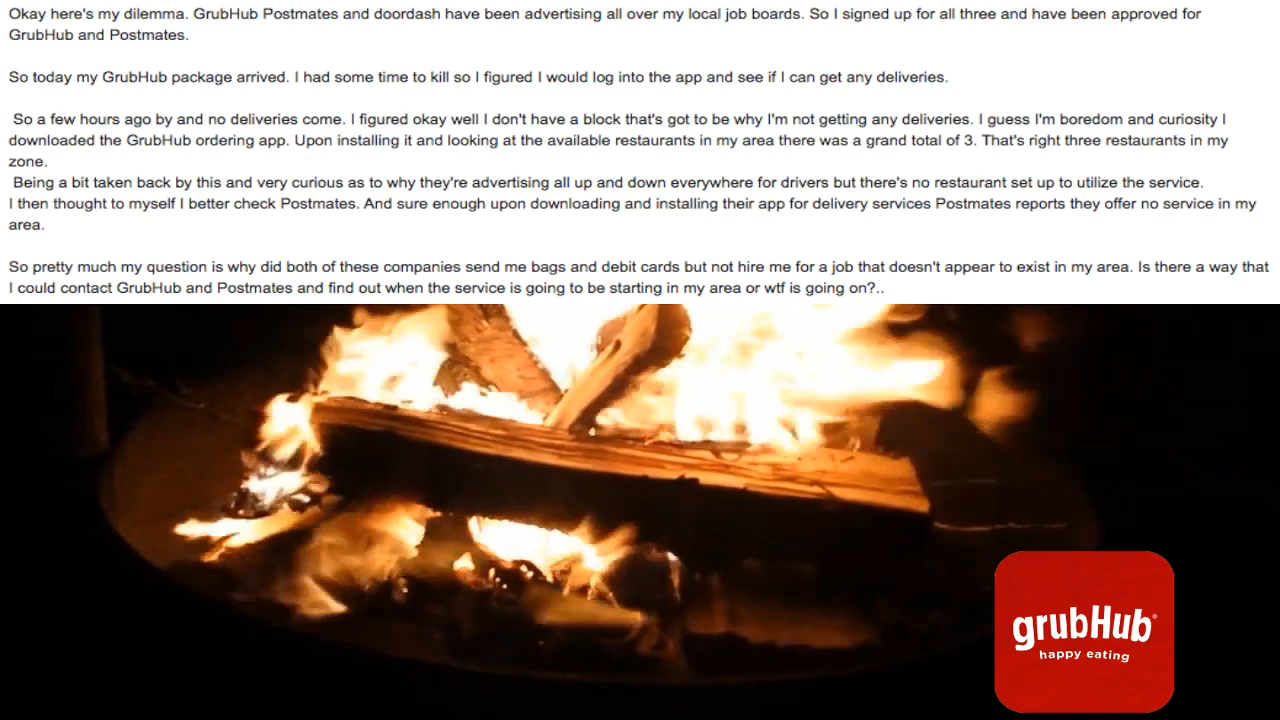 Okay here's my dilemma. GrubHub Postmates and doordash have been advertising all over my local job boards. So I signed up for all three and have been approved for
GrubHub and Postmates.
So today my GrubHub package arrived. I had some time to kill so I figured I would log into the app and see if I can get any deliveries.
So a few hours ago by and no deliveries come. I figured okay well I don't have a block that's got to be why I'm not getting any deliveries. I guess I'm boredom and curiosity I
downloaded the GrubHub ordering app. Upon installing it and looking at the available restaurants in my area there was a grand total of 3. That's right three restaurants in my
zone.
Being a bit taken back by this and very curious as to why they're advertising all up and down everywhere for drivers but there's no restaurant set up to utilize the service.
I then thought to myself I better check Postmates. And sure enough upon downloading and installing their app for delivery services Postmates reports they offer no service in my
area.
So pretty much my question is why did both of these companies send me bags and debit cards but not hire me for a job that doesn't appear to exist in my area. Is there a way that
I could contact GrubHub and Postmates and find out when the service is going to be starting in my area or wtf is going on?..
grubHub®
happy eating